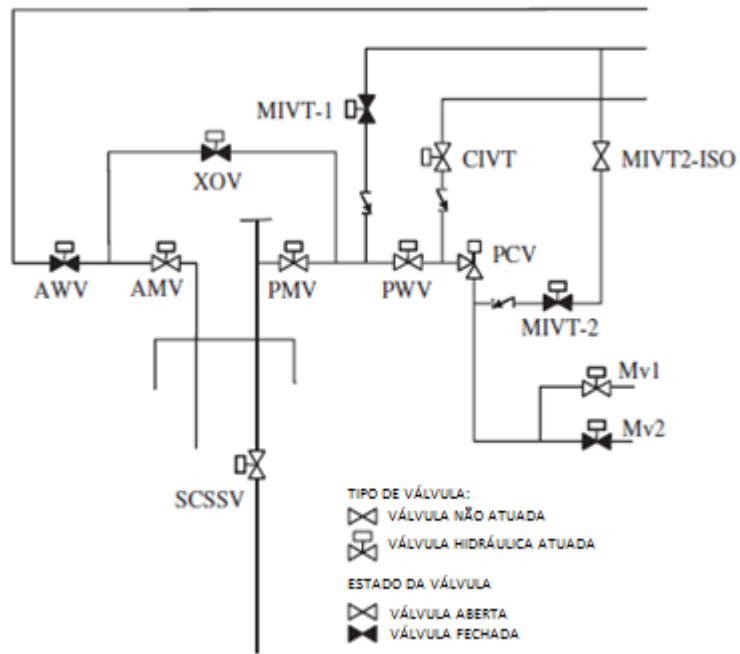 MIVT-1
CIVT
MIVT2-ISO
XOV
PCV
AWV
AMV
PMV
PWV
MIVT-2
Mv1
Mv2
SCSSV
TIPO DE VÁLVULA:
VÁLVULA NÃO ATUADA
VÁLVULA HIDRÁULICA ATUADA
ESTADO DA VÁLVULA
VÁLVULA ABERTA
VÁLVULA FECHADA